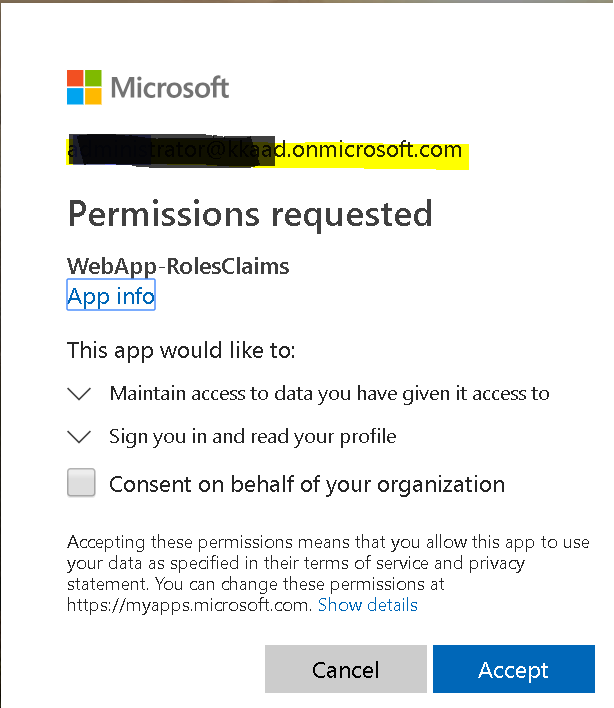 Microsoft
administrator@kkaad.onmicrosoft.com
Permissions requested
WebApp-RolesClaims
App info
This app would like to:
Maintain access to data you have given it access to
Sign you in and read your profile
Consent on behalf of your organization
Accepting these permissions means that you allow this app to use
your data as specified in their terms of service and privacy
statement. You can change these permissions at
https://myapps.microsoft.com. Show details
Cancel Accept